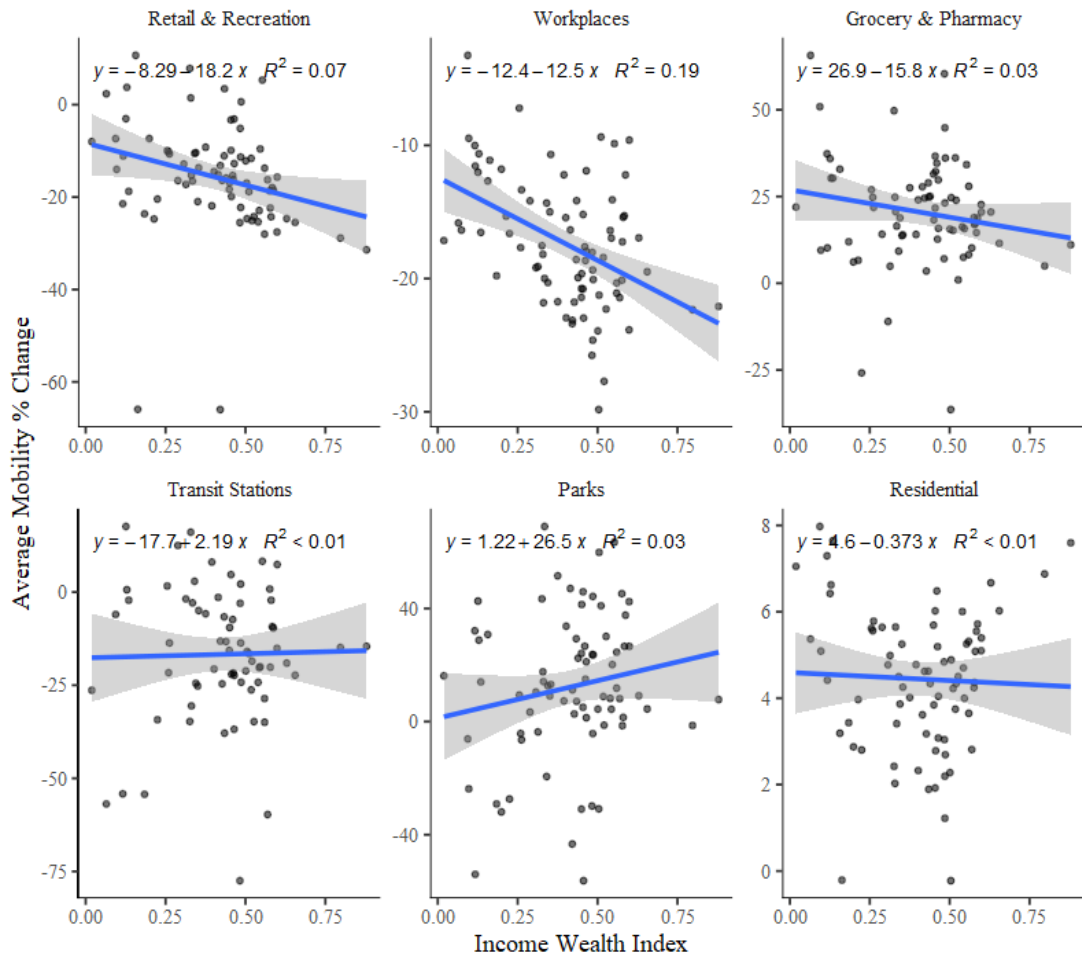 Retail & Recreation
Workplaces
Grocery & Pharmacy
y = −8.29−18.2 x R² = 0.07
y = −12.4−12.5 x R² = 0.19
y = 26.9−15.8 x R² = 0.03
0
-20
-40
-60
-10
-20
-30
50
25
0
-25
0.00 0.25 0.50 0.75
0.00 0.25 0.50 0.75
0.00 0.25 0.50 0.75
Average Mobility % Change
Transit Stations
Parks
Residential
y = −17.7+2.19 x R² < 0.01
y = 1.22+26.5 x R² = 0.03
y = 4.6−0.373 x R² < 0.01
0
-25
-50
-75
40
0
-40
8
6
4
2
0
0.00 0.25 0.50 0.75
0.00 0.25 0.50 0.75
0.00 0.25 0.50 0.75
Income Wealth Index